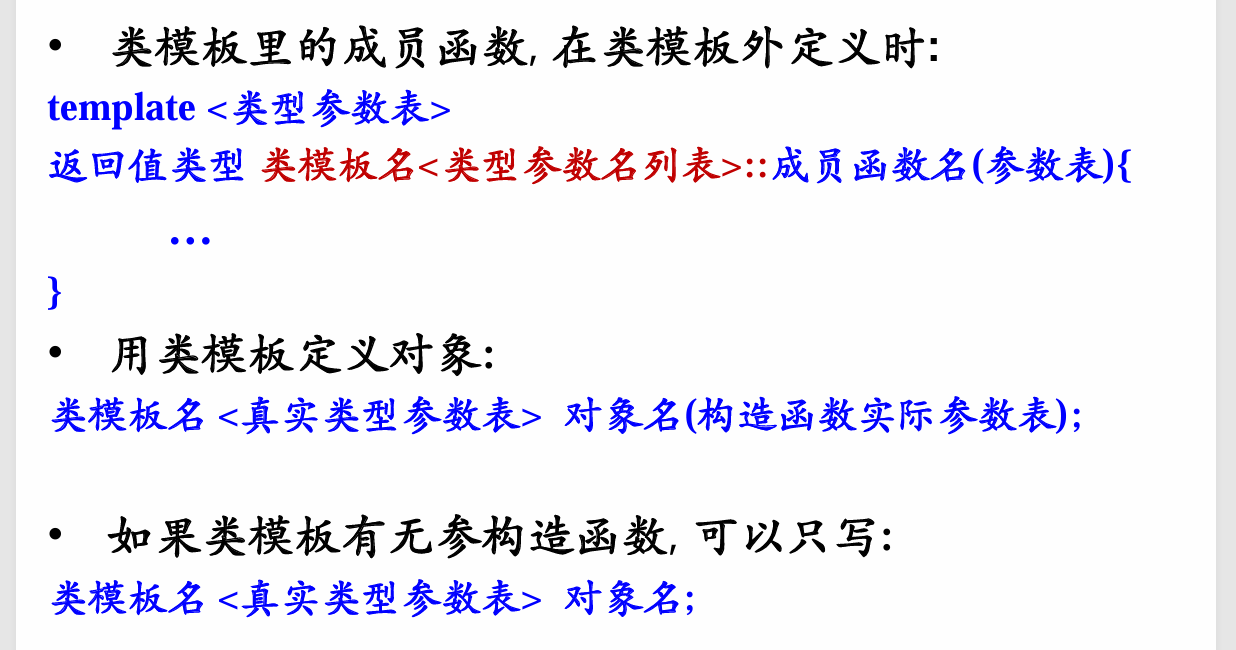 • 类模板里的成员函数, 在类模板外定义时:
template <类型参数表>
返回值类型 类模板名<类型参数名列表>::成员函数名(参数表){
...
}
• 用类模板定义对象:
类模板名 <真实类型参数表> 对象名(构造函数实际参数表);
• 如果类模板有无参构造函数, 可以只写:
类模板名 <真实类型参数表> 对象名;